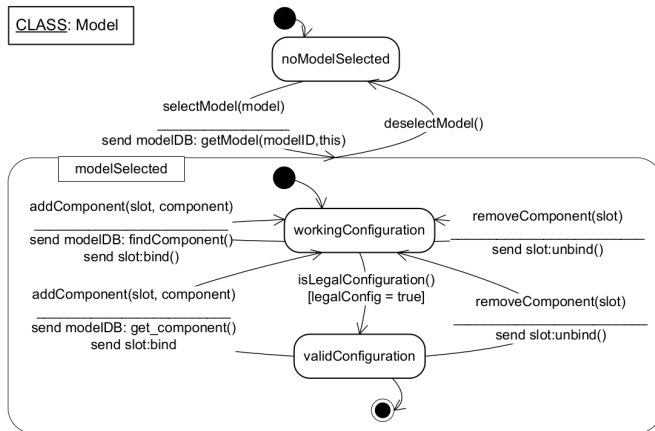 CLASS: Model
noModelSelected
selectModel(model)
send modelDB: getModel(modelID,this)
deselectModel()
modelSelected
addComponent(slot, component)
send modelDB: findComponent()
send slot:bind()
workingConfiguration
removeComponent(slot)
send slot:unbind()
isLegalConfiguration()
[legalConfig = true]
addComponent(slot, component)
send modelDB: get_component()
send slot:bind
removeComponent(slot)
send slot:unbind()
validConfiguration